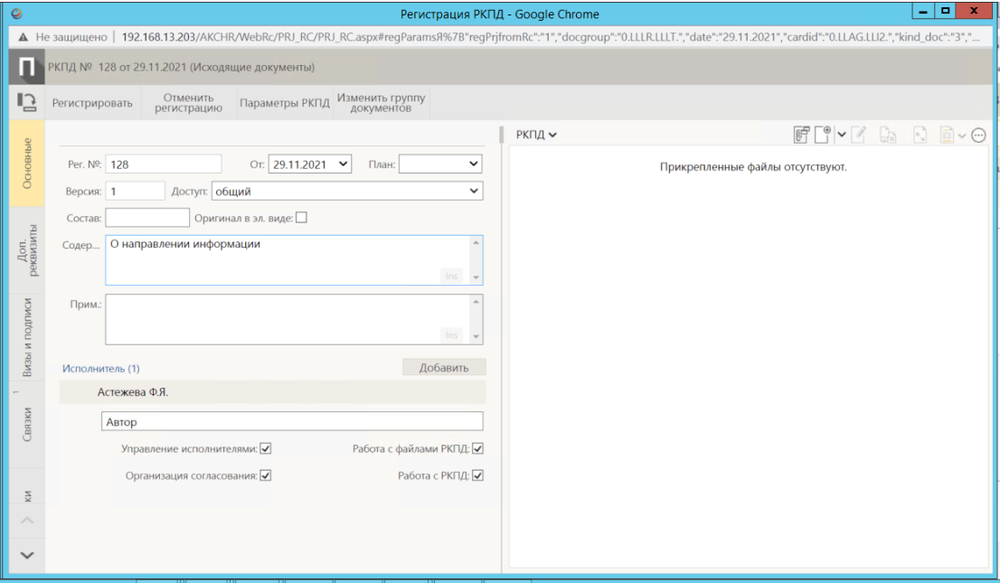 Регистрация РКПД - Google Chrome
Не защищено | 192.168.13.203/AKCHR/WebRc/PRJ_RC/PRJ_RC.aspx#regParamsЯ%7B"regPrjfromRc":"1","docgroup":"0.LLLR.LLLT.","date":"29.11.2021","cardid":"0.LLAG.LLI2.","kind_doc":"3","...
П РКПД № 128 от 29.11.2021 (Исходящие документы)
Регистрировать Отменить регистрацию Параметры РКПД Изменить группу документов
Основные
Доп. реквизиты
Визы и подписи
1
Связки
ки
Рег. №: 128 От: 29.11.2021 План:
Версия: 1 Доступ: общий
Состав: Оригинал в эл. виде:
Содер... О направлении информации
Ins
Прим.:
Ins
Исполнитель (1) Добавить
Астежева Ф.Я.
Автор
Управление исполнителями: Работа с файлами РКПД:
Организация согласования: Работа с РКПД:
РКПД
Прикрепленные файлы отсутствуют.